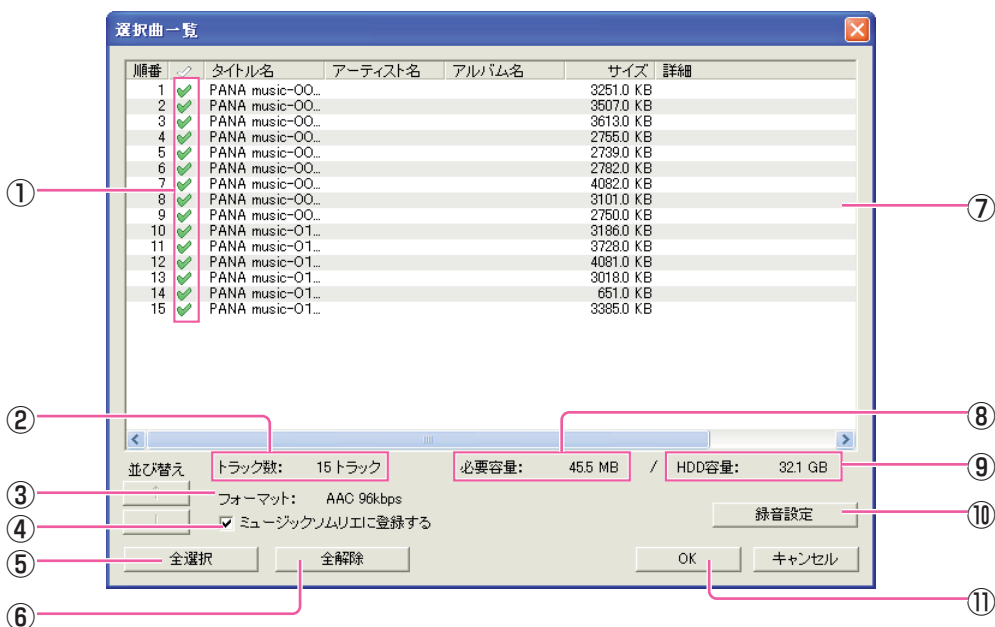 選択曲一覧
順番 タイトル名 アーティスト名 アルバム名 サイズ 詳細
1 PANA music-00... 3251.0 KB
2 PANA music-00... 3507.0 KB
3 PANA music-00... 3613.0 KB
4 PANA music-00... 2755.0 KB
5 PANA music-00... 2739.0 KB
6 PANA music-00... 2782.0 KB
7 PANA music-00... 4082.0 KB
8 PANA music-00... 3101.0 KB
9 PANA music-00... 2750.0 KB
10 PANA music-01... 3186.0 KB
11 PANA music-01... 3728.0 KB
12 PANA music-01... 4081.0 KB
13 PANA music-01... 3018.0 KB
14 PANA music-01... 651.0 KB
15 PANA music-01... 3385.0 KB
①
⑦
②
⑧
並び替え トラック数: 15 トラック 必要容量: 45.5 MB / HDD容量: 32.1 GB ⑨
③ フォーマット: AAC 96kbps
④ ミュージックソムリエに登録する 録音設定 ⑩
⑤ 全選択 全解除 OK キャンセル
⑥ ⑪